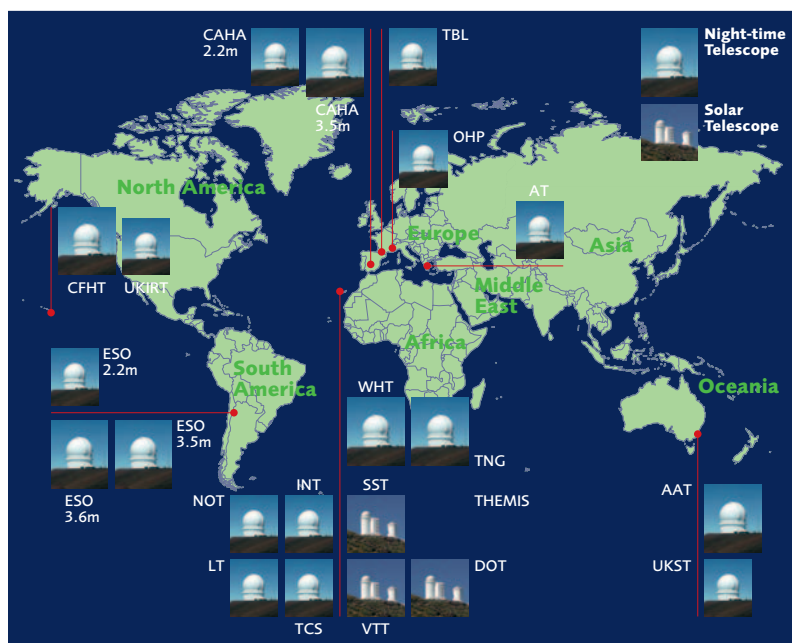 CAHA
2.2m
CAHA
3.5m
TBL
Night-time
Telescope
Solar
Telescope
OHP
North America
AT
Europe
Asia
CFHT
UKIRT
Middle
East
Africa
ESO
2.2m
South
America
Oceania
WHT
ESO
3.5m
TNG
ESO
3.6m
INT
SST
NOT
THEMIS
AAT
LT
DOT
UKST
TCS
VTT